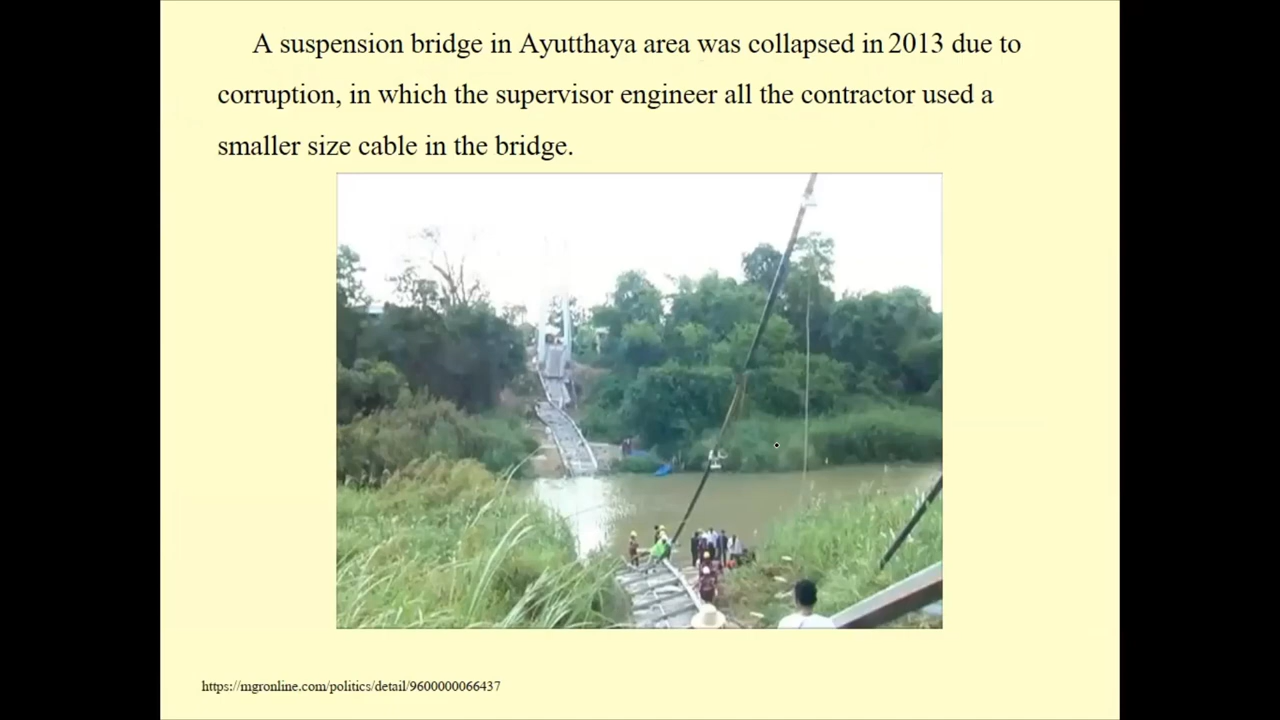 A suspension bridge in Ayutthaya area was collapsed in 2013 due to
corruption, in which the supervisor engineer all the contractor used a
smaller size cable in the bridge.
https://mgronline.com/politics/detail/9600000066437